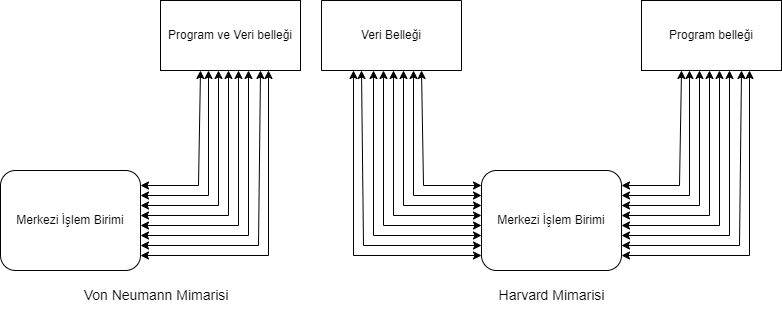 Program ve Veri belleği
Veri Belleği
Program belleği
Merkezi İşlem Birimi
Merkezi İşlem Birimi
Von Neumann Mimarisi
Harvard Mimarisi